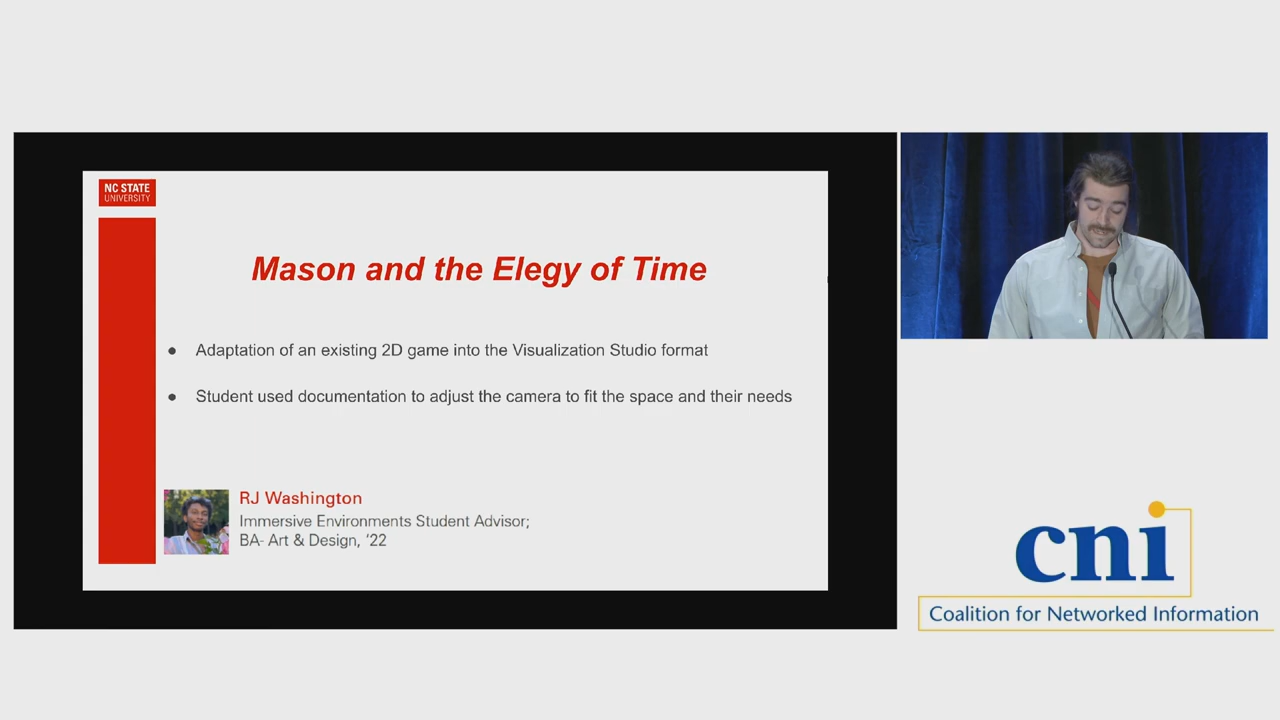 NC STATE
UNIVERSITY
Mason and the Elegy of Time
● Adaptation of an existing 2D game into the Visualization Studio format
● Student used documentation to adjust the camera to fit the space and their needs
RJ Washington
Immersive Environments Student Advisor;
BA- Art & Design, ‘22
cni
Coalition for Networked Information